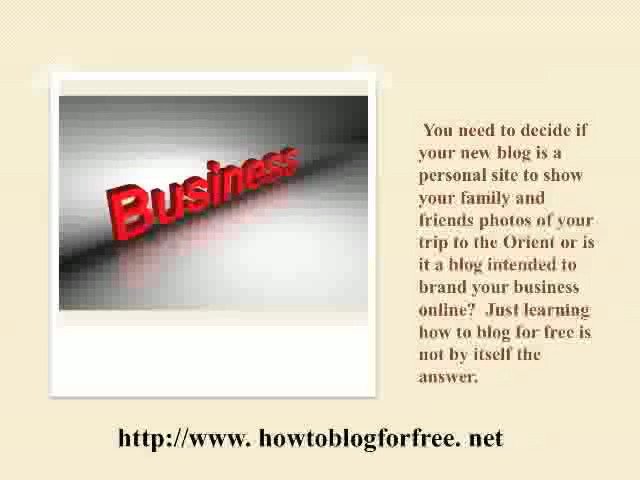 Business
You need to decide if
your new blog is a
personal site to show
your family and
friends photos of your
trip to the Orient or is
it a blog intended to
brand your business
online? Just learning
how to blog for free is
not by itself the
answer.
http://www. howtoblogforfree. net